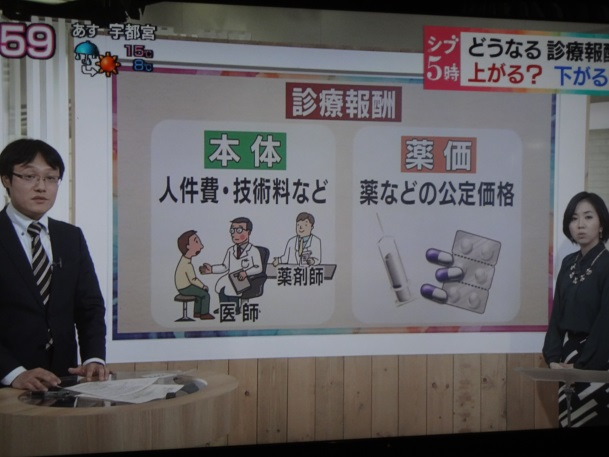 59
あす 宇都宮
15℃
8℃
シブ
5時
どうなる 診療報酬
上がる? 下がる
診療報酬
本体
人件費・技術料など
薬剤師
医師
薬価
薬などの公定価格